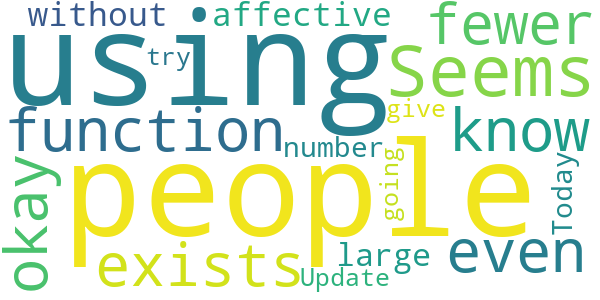 without affective fewer
using try Seems
function give know
number
okay people going Today
exists large even
Update